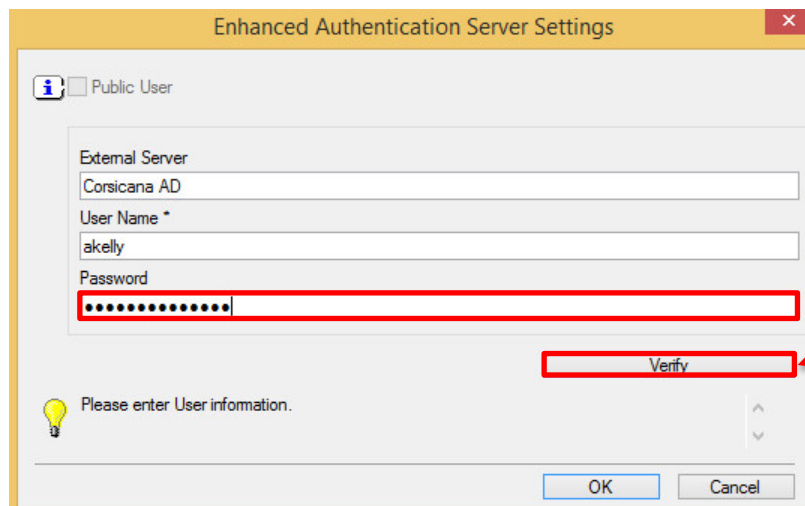 Enhanced Authentication Server Settings
Public User
External Server
Corsicana AD
User Name *
akelly
Password
●●●●●●●●●●●●●●
Verify
Please enter User information.
OK
Cancel